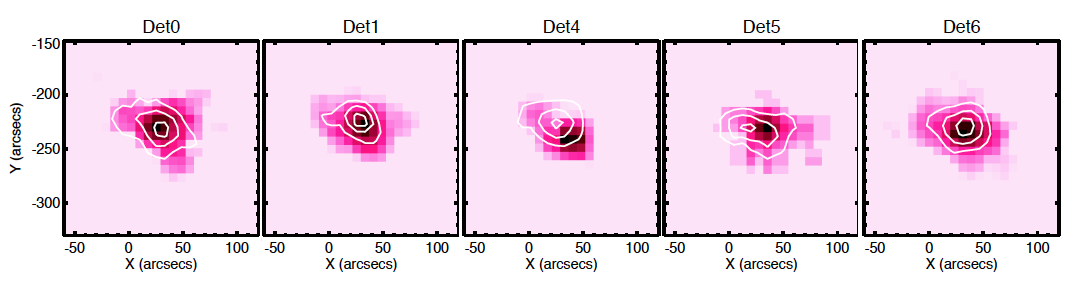 Det0 Det1 Det4 Det5 Det6
-150
-200
-250
-300
Y (arcsecs)
-50 0 50 100 -50 0 50 100 -50 0 50 100 -50 0 50 100 -50 0 50 100
X (arcsecs) X (arcsecs) X (arcsecs) X (arcsecs) X (arcsecs)